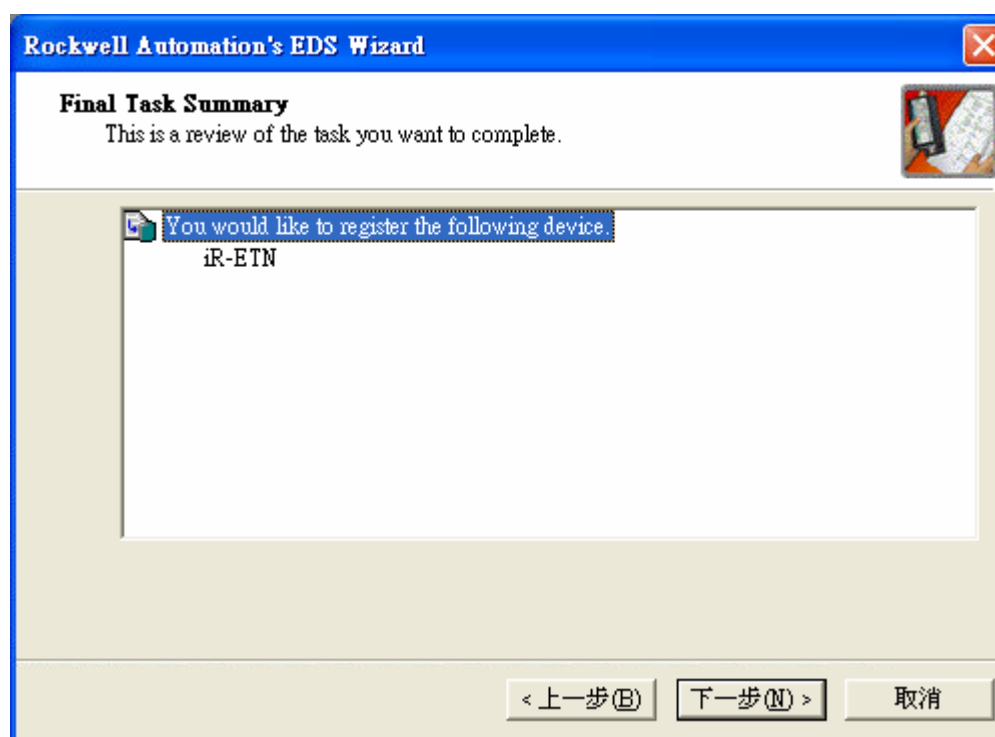 Rockwell Automation's EDS Wizard
Final Task Summary
This is a review of the task you want to complete.
You would like to register the following device.
iR-ETN
<上一步(B) 下一步(N)> 取消